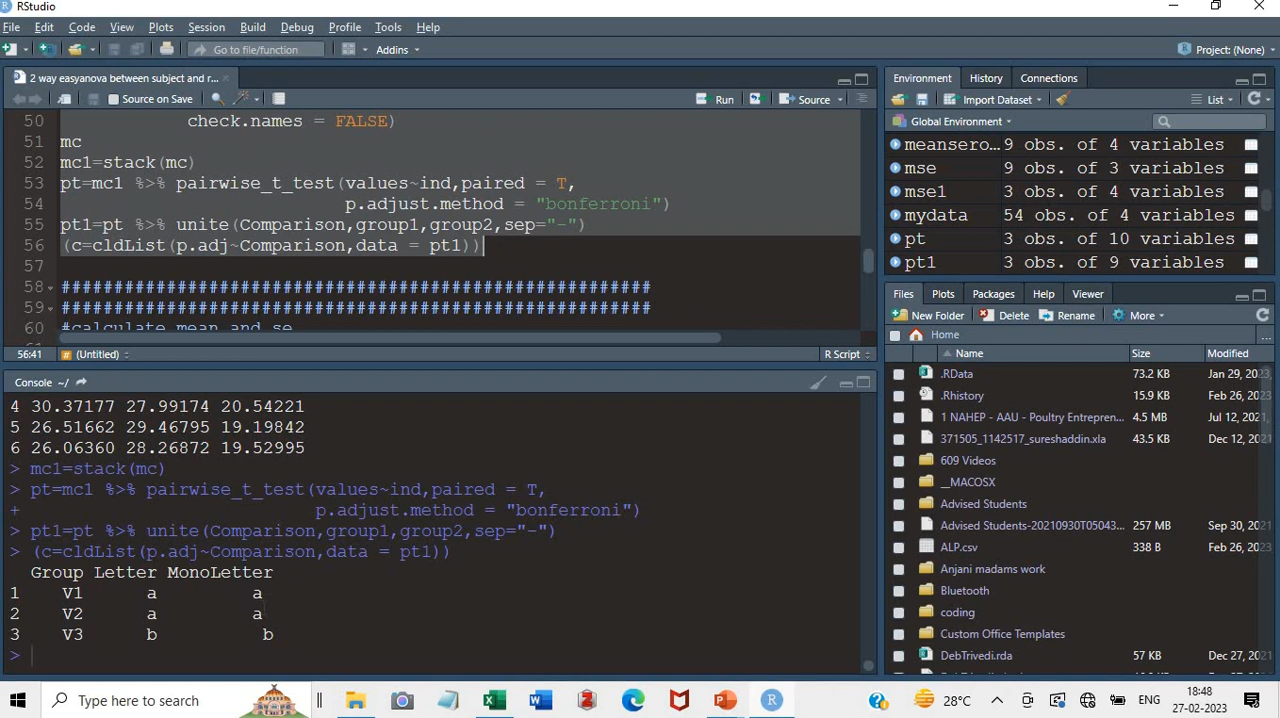 RStudio
File Edit Code View Plots Session Build Debug Profile Tools Help
Go to file/function Addins Project: (None)
2 way easyanova between subject and r...
Source on Save Run Source
50 check.names = FALSE)
51 mc
52 mc1=stack(mc)
53 pt=mc1 %>% pairwise_t_test(values~ind,paired = T,
54 p.adjust.method = "bonferroni")
55 pt1=pt %>% unite(Comparison,group1,group2,sep="-")
56 (c=cldList(p.adj~Comparison,data = pt1))
57
58 ########################################################
59 ########################################################
60 #calculate mean and se
56:41 (Untitled) R Script
Console ~/
4 30.37177 27.99174 20.54221
5 26.51662 29.46795 19.19842
6 26.06360 28.26872 19.52995
> mc1=stack(mc)
> pt=mc1 %>% pairwise_t_test(values~ind,paired = T,
+ p.adjust.method = "bonferroni")
> pt1=pt %>% unite(Comparison,group1,group2,sep="-")
> (c=cldList(p.adj~Comparison,data = pt1))
Group Letter MonoLetter
1 V1 a a
2 V2 a a
3 V3 b b
>
Environment History Connections
Import Dataset List
Global Environment
meansero... 9 obs. of 4 variables
mse 9 obs. of 3 variables
mse1 3 obs. of 4 variables
mydata 54 obs. of 4 variables
pt 3 obs. of 10 variables
pt1 3 obs. of 9 variables
Files Plots Packages Help Viewer
New Folder Delete Rename More
Home
Name Size Modified
.RData 73.2 KB Jan 29, 2023,
.Rhistory 15.9 KB Feb 26, 2023
1 NAHEP - AAU - Poultry Entrepren... 4.5 MB Jul 12, 2021,
371505_1142517_sureshaddin.xla 43.5 KB Dec 12, 2021
609 Videos
__MACOSX
Advised Students
Advised Students-20210930T05043... 257 MB Sep 30, 2021
ALP.csv 338 B Feb 26, 2023
Anjani madams work
Bluetooth
coding
Custom Office Templates
DebTrivedi.rda 57 KB Dec 27, 2021
Type here to search 28°C ENG 18:48
27-02-2023